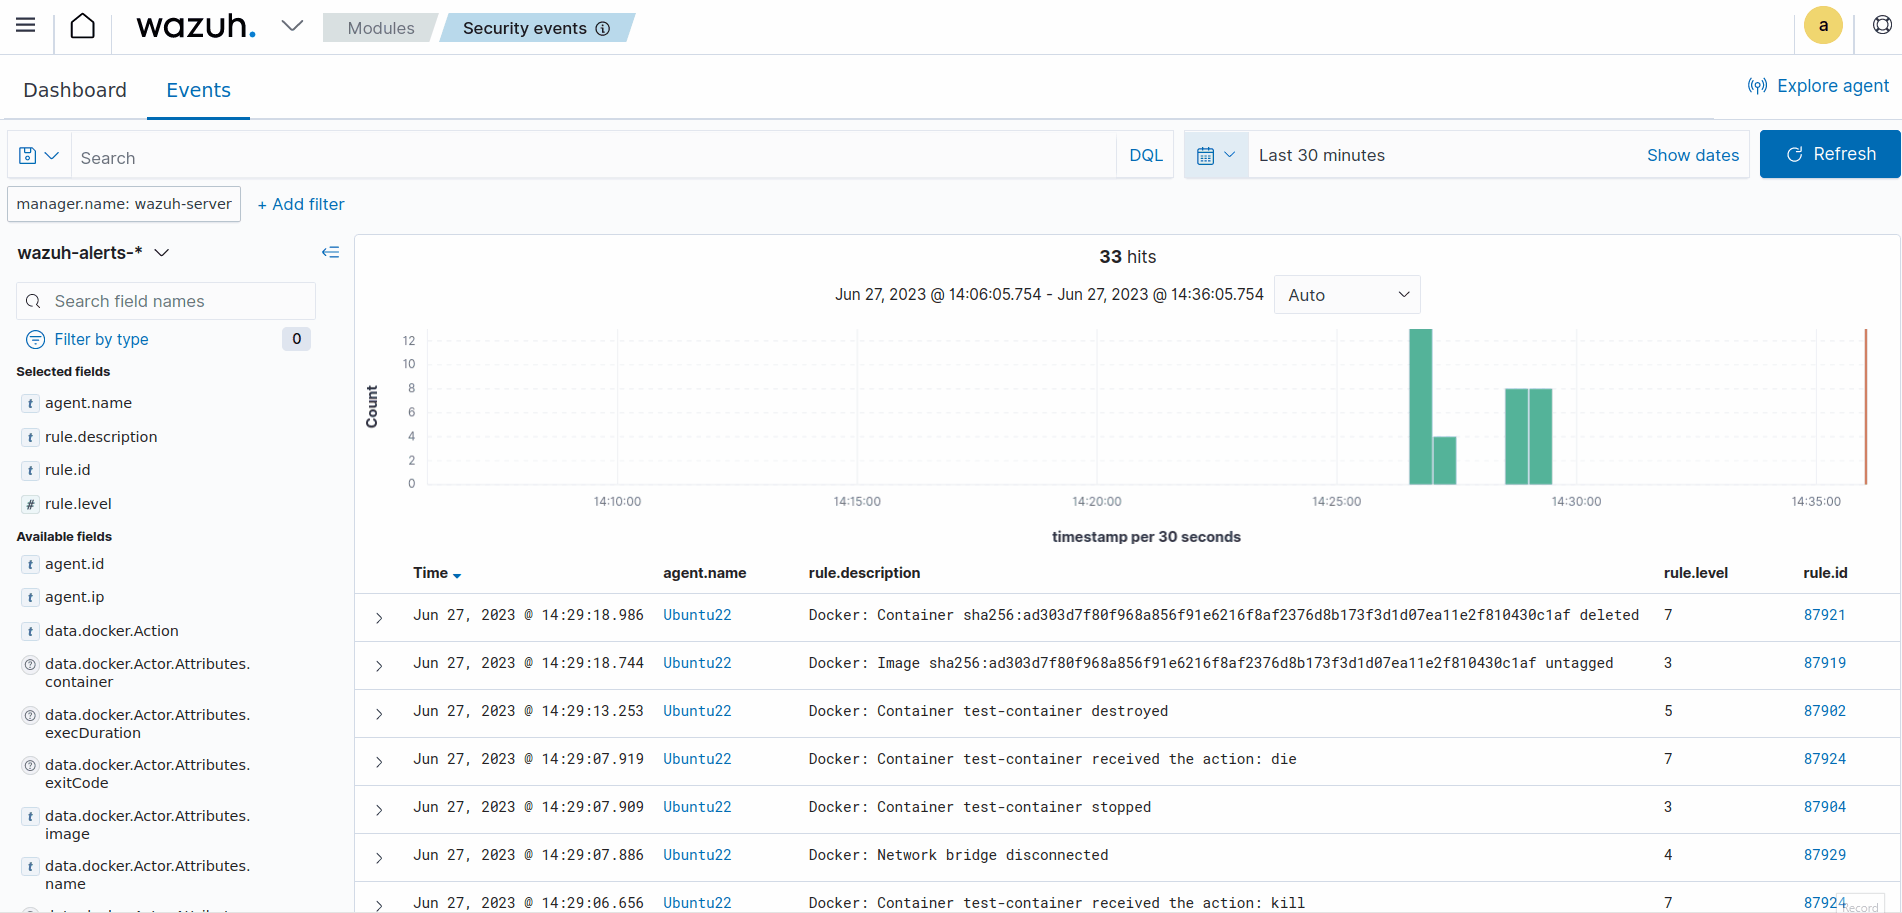 wazuh.
Modules
Security events
a
Dashboard
Events
Explore agent
Search
DQL
Last 30 minutes
Show dates
Refresh
manager.name: wazuh-server
+ Add filter
wazuh-alerts-*
Search field names
Filter by type
0
Selected fields
t agent.name
t rule.description
t rule.id
# rule.level
Available fields
t agent.id
t agent.ip
t data.docker.Action
? data.docker.Actor.Attributes.
container
? data.docker.Actor.Attributes.
execDuration
? data.docker.Actor.Attributes.
exitCode
t data.docker.Actor.Attributes.
image
t data.docker.Actor.Attributes.
name
33 hits
Jun 27, 2023 @ 14:06:05.754 - Jun 27, 2023 @ 14:36:05.754
Auto
Count
12
10
8
6
4
2
0
14:10:00
14:15:00
14:20:00
14:25:00
14:30:00
14:35:00
timestamp per 30 seconds
Time agent.name rule.description rule.level rule.id
Jun 27, 2023 @ 14:29:18.986 Ubuntu22 Docker: Container sha256:ad303d7f80f968a856f91e6216f8af2376d8b173f3d1d07ea11e2f810430c1af deleted 7 87921
Jun 27, 2023 @ 14:29:18.744 Ubuntu22 Docker: Image sha256:ad303d7f80f968a856f91e6216f8af2376d8b173f3d1d07ea11e2f810430c1af untagged 3 87919
Jun 27, 2023 @ 14:29:13.253 Ubuntu22 Docker: Container test-container destroyed 5 87902
Jun 27, 2023 @ 14:29:07.919 Ubuntu22 Docker: Container test-container received the action: die 7 87924
Jun 27, 2023 @ 14:29:07.909 Ubuntu22 Docker: Container test-container stopped 3 87904
Jun 27, 2023 @ 14:29:07.886 Ubuntu22 Docker: Network bridge disconnected 4 87929
Jun 27, 2023 @ 14:29:06.656 Ubuntu22 Docker: Container test-container received the action: kill 7 87924
Record